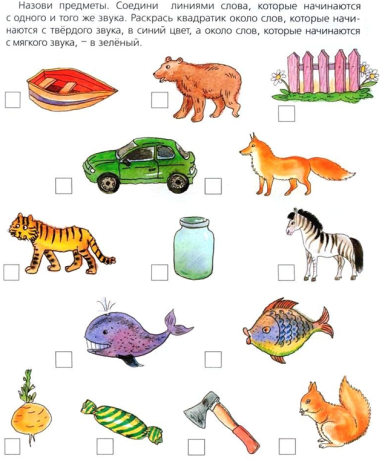 Назови предметы. Соедини линиями слова, которые начинаются
с одного и того же звука. Раскрась квадратик около слов, которые начи-
наются с твёрдого звука, в синий цвет, а около слов, которые начинаются
с мягкого звука, – в зелёный.